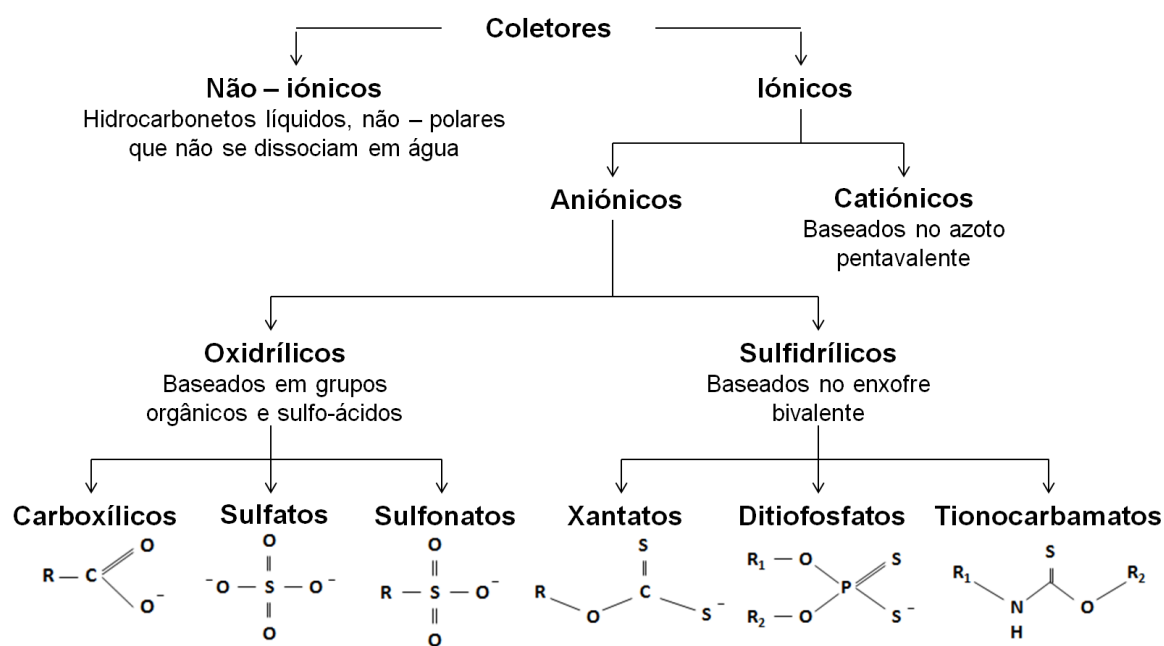 Coletores
Não – iónicos
Hidrocarbonetos líquidos, não – polares
que não se dissociam em água
Iónicos
Aniónicos
Catiónicos
Baseados no azoto
pentavalente
Oxidrílicos
Baseados em grupos
orgânicos e sulfo-ácidos
Sulfidrílicos
Baseados no enxofre
bivalente
Carboxílicos
R C O
O⁻
Sulfatos
O
⁻O S O⁻
O
Sulfonatos
O
R S O⁻
O
Xantatos
S
R O C S⁻
Ditiofosfatos
R₁ O P S
R₂ O S⁻
Tionocarbamatos
S
R₁ N O R₂
H